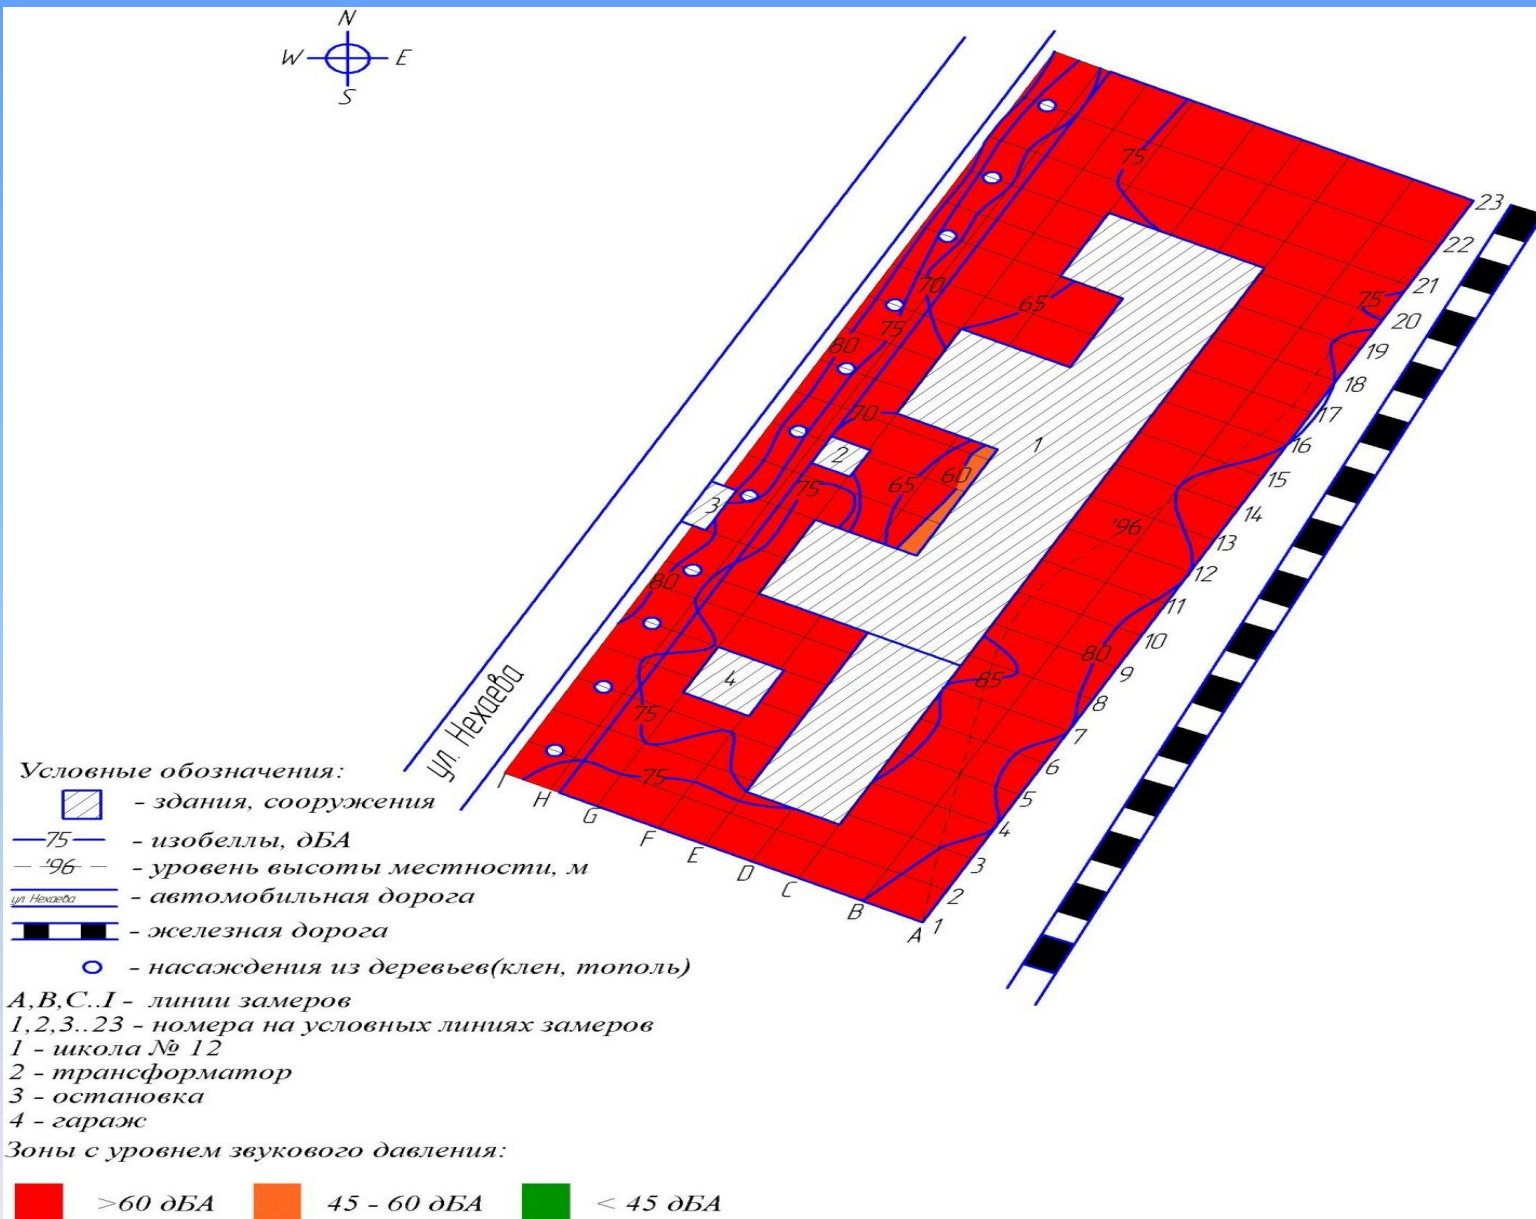 N
W E
S
75
23
22
21
75
20
19
18
17
16
15
14
13
12
11
10
9
8
7
6
5
4
3
2
1
70
65
75
80
70
1
2
75
65
60
3
'96
80
80
85
4
75
75
ул. Нехаева
I
H
G
F
E
D
C
B
A
Условные обозначения:
- здания, сооружения
75 - изобеллы, дБА
'96 - уровень высоты местности, м
ул. Нехаева - автомобильная дорога
- железная дорога
- насаждения из деревьев(клен, тополь)
A,B,C..I - линии замеров
1,2,3..23 - номера на условных линиях замеров
1 - школа № 12
2 - трансформатор
3 - остановка
4 - гараж
Зоны с уровнем звукового давления:
>60 дБА 45 - 60 дБА < 45 дБА